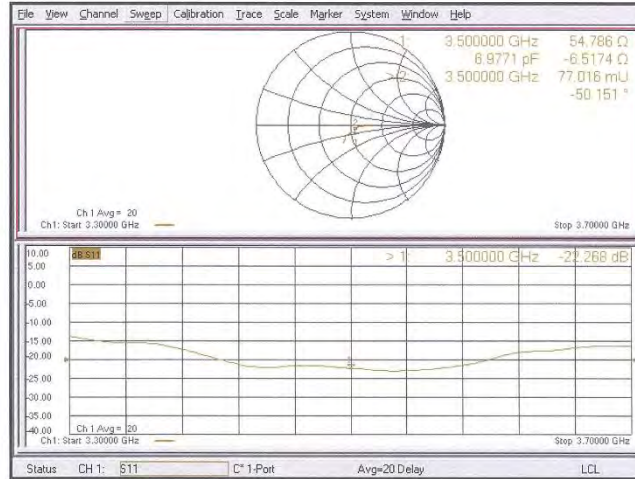 File View Channel Sweep Calibration Trace Scale Marker System Window Help
1: 3.500000 GHz 54.786 Ω
6.9771 pF -6.5174 Ω
> 2: 3.500000 GHz 77.016 mU
-50.151 °
Ch 1 Avg = 20
Ch1: Start 3.30000 GHz
Stop 3.70000 GHz
10.00 dB S11 > 1: 3.500000 GHz -22.268 dB
5.00
0.00
-5.00
-10.00
-15.00
-20.00
-25.00
-30.00
-35.00
-40.00
Ch 1 Avg = 20
Ch1: Start 3.30000 GHz
Stop 3.70000 GHz
Status CH 1: S11 C* 1-Port Avg=20 Delay LCL